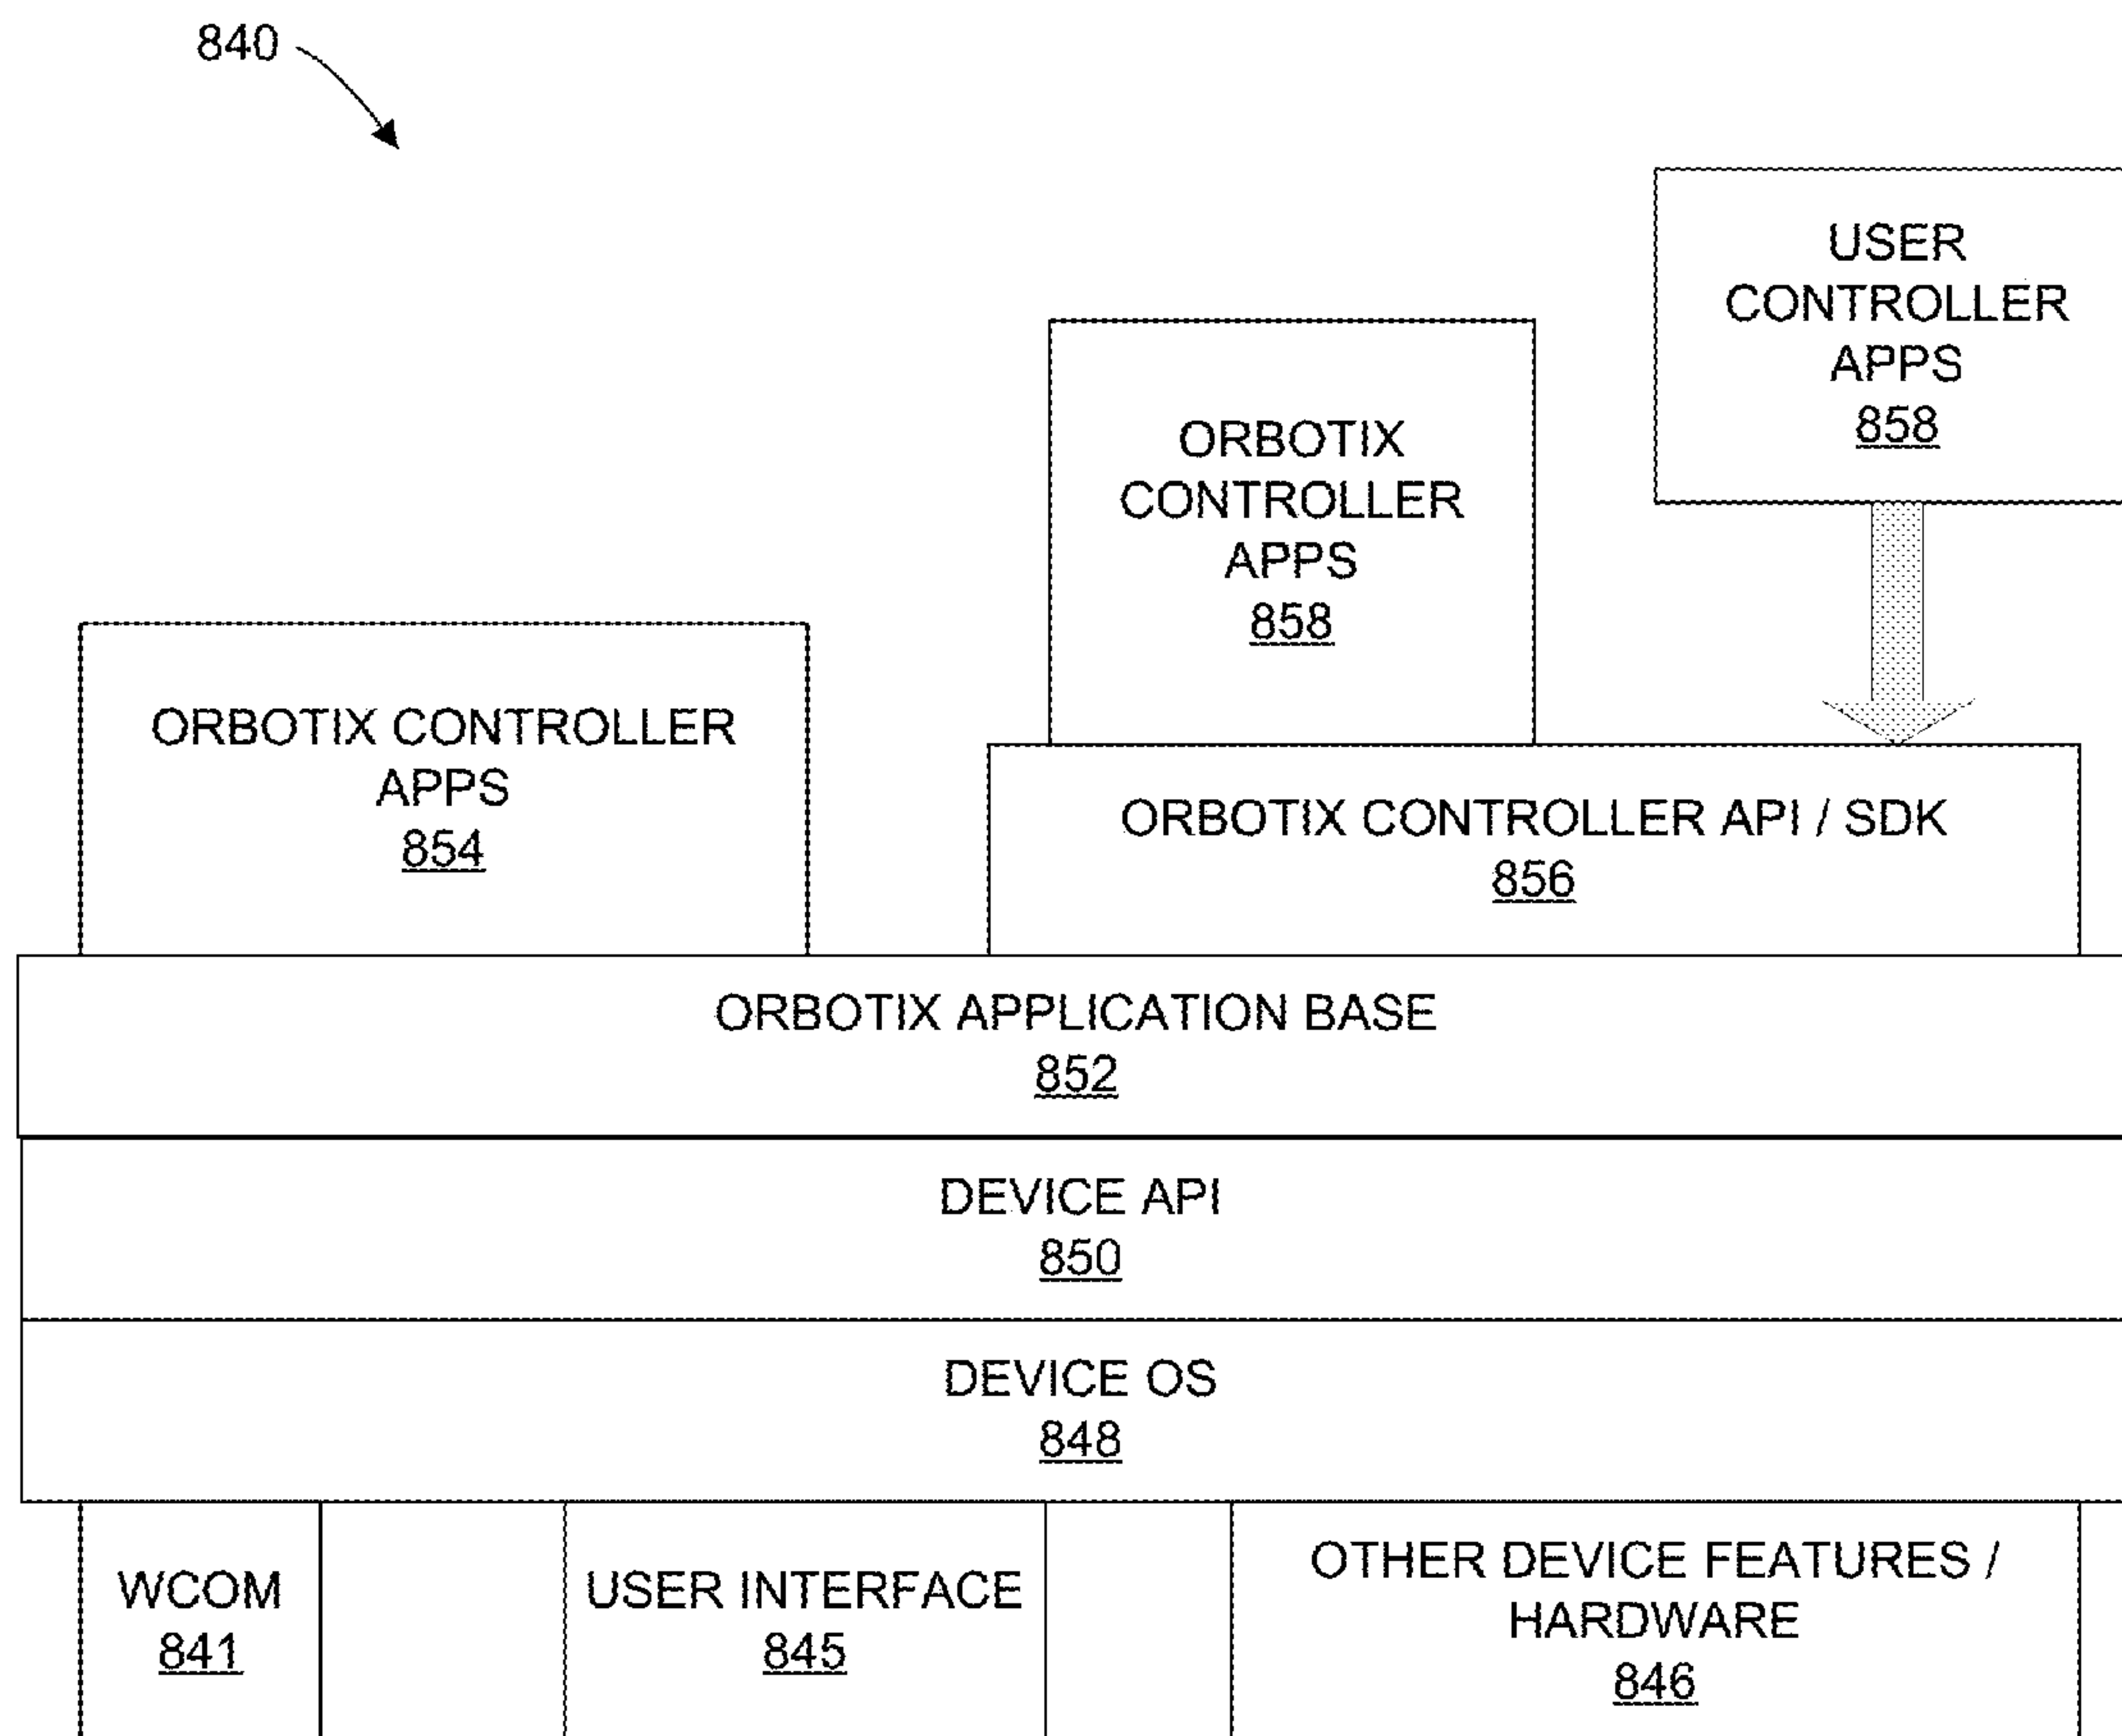 840
USER
CONTROLLER
APPS
858
ORBOTIX
CONTROLLER
APPS
858
ORBOTIX CONTROLLER
APPS
854
ORBOTIX CONTROLLER API / SDK
856
ORBOTIX APPLICATION BASE
852
DEVICE API
850
DEVICE OS
848
WCOM
841
USER INTERFACE
845
OTHER DEVICE FEATURES /
HARDWARE
846